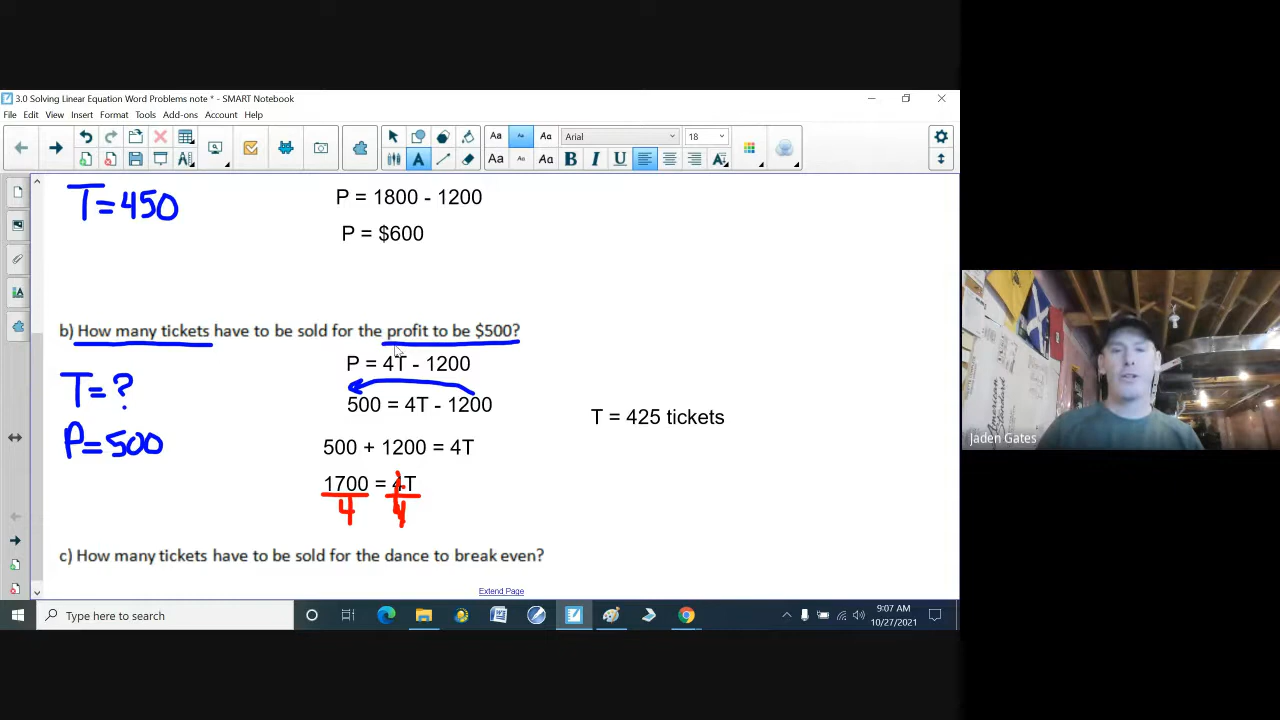 3.0 Solving Linear Equation Word Problems note * - SMART Notebook
File Edit View Insert Format Tools Add-ons Account Help
Arial
18
T=450
P = 1800 - 1200
P = $600
b) How many tickets have to be sold for the profit to be $500?
P = 4T - 1200
T=?
500 = 4T - 1200
T = 425 tickets
P=500
500 + 1200 = 4T
1700 = 4T
4 4
c) How many tickets have to be sold for the dance to break even?
Extend Page
Type here to search
9:07 AM
10/27/2021
American Standard
Jaden Gates